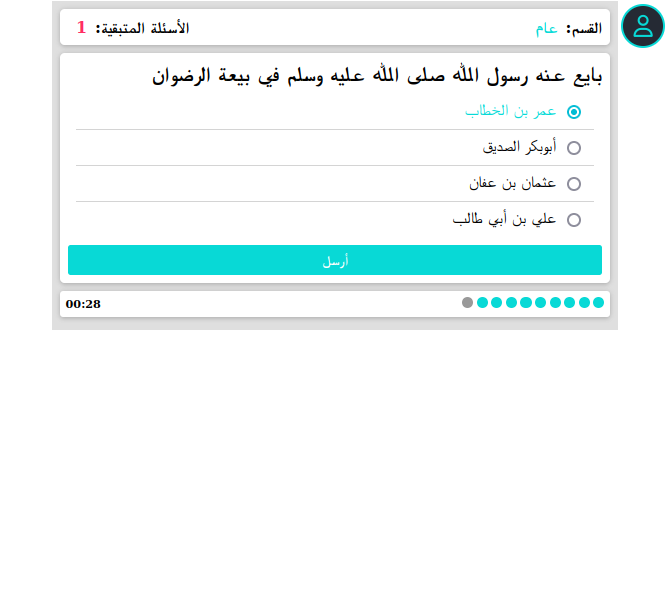 القسم: عام
الأسئلة المتبقية: 1
بايع عنه رسول الله صلى الله عليه وسلم في بيعة الرضوان
عمر بن الخطاب
أبوبكر الصديق
عثمان بن عفان
علي بن أبي طالب
أرسل
00:28